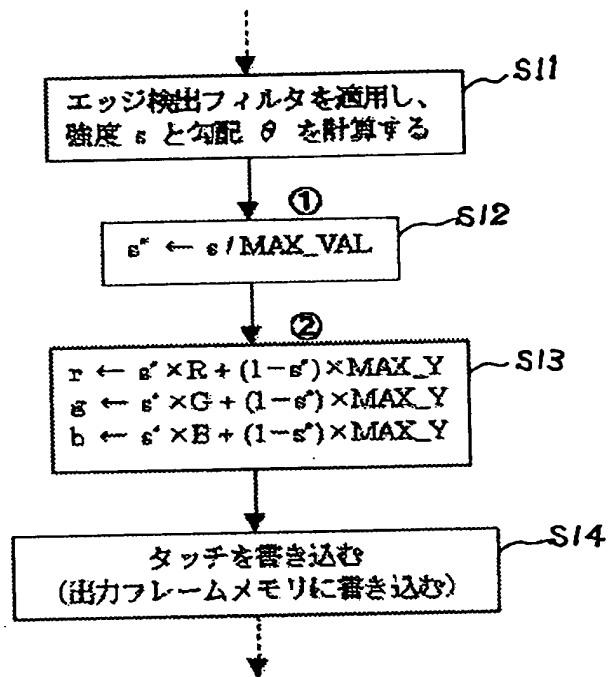 S11
エッジ検出フィルタを適用し、
強度 s と勾配 θ を計算する
①
S12
s* ← s / MAX_VAL
②
S13
r ← s* × R + (1-s*) × MAX_Y
g ← s* × G + (1-s*) × MAX_Y
b ← s* × B + (1-s*) × MAX_Y
S14
タッチを書き込む
(出力フレームメモリに書き込む)